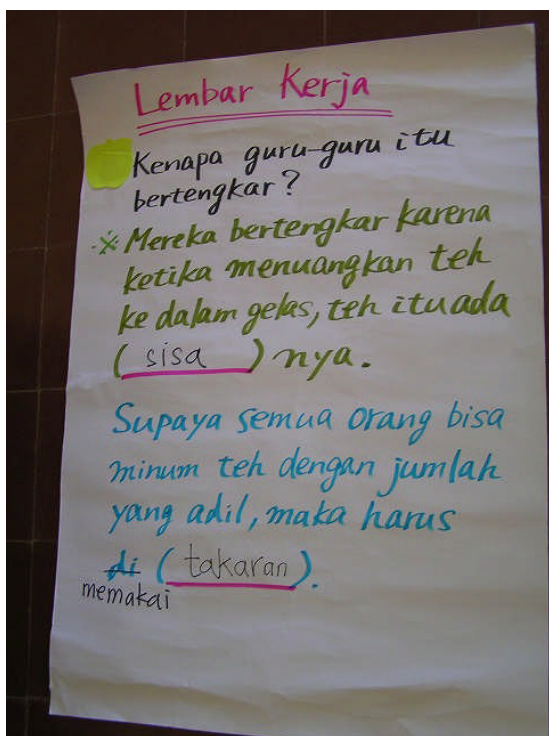 Lembar Kerja
Kenapa guru-guru itu
bertengkar?
※ Mereka bertengkar karena
ketika menuangkan teh
ke dalam gelas, teh itu ada
( sisa ) nya.
Supaya semua orang bisa
minum teh dengan jumlah
yang adil, maka harus
di ( takaran ).
memakai